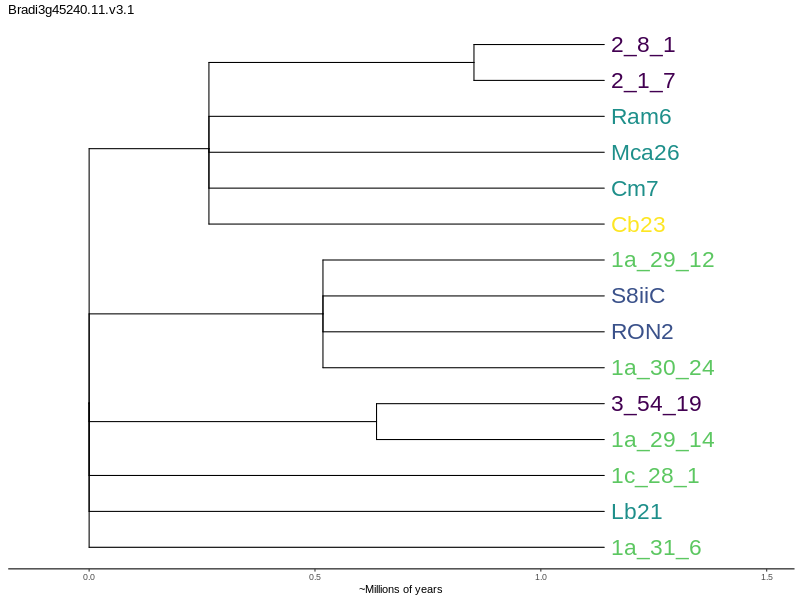 Bradi3g45240.11.v3.1
2_8_1
2_1_7
Ram6
Mca26
Cm7
Cb23
1a_29_12
S8iiC
RON2
1a_30_24
3_54_19
1a_29_14
1c_28_1
Lb21
1a_31_6
0.0 0.5 1.0 1.5
~Millions of years